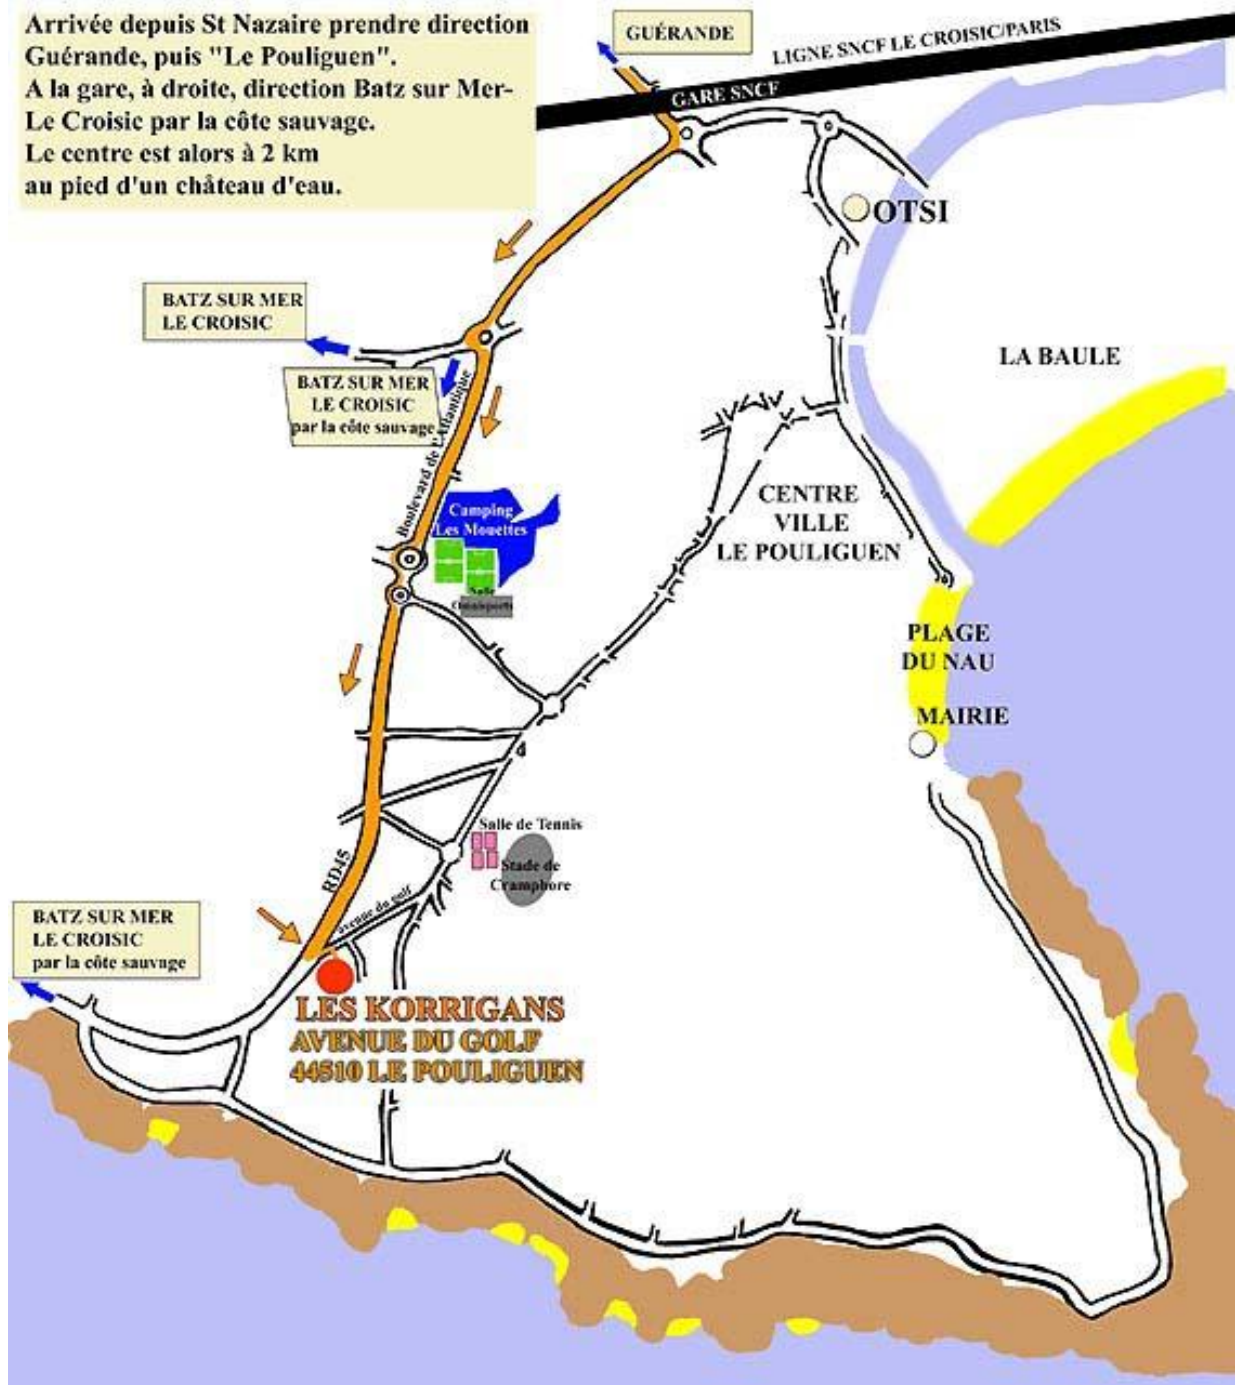 Arrivée depuis St Nazaire prendre direction
Guérande, puis "Le Pouliguen".
A la gare, à droite, direction Batz sur Mer-
Le Croisic par la côte sauvage.
Le centre est alors à 2 km
au pied d'un château d'eau.
GUÉRANDE
LIGNE SNCF LE CROISIC/PARIS
GARE SNCF
OTSI
BATZ SUR MER
LE CROISIC
BATZ SUR MER
LE CROISIC
par la côte sauvage
LA BAULE
Boulevard de l'Atlantique
Camping
Les Mouettes
Salle
Omnisports
CENTRE
VILLE
LE POULIGUEN
PLAGE
DU NAU
MAIRIE
4
Salle de Tennis
Stade de
Cramphore
RD45
avenue du golf
BATZ SUR MER
LE CROISIC
par la côte sauvage
LES KORRIGANS
AVENUE DU GOLF
44510 LE POULIGUEN